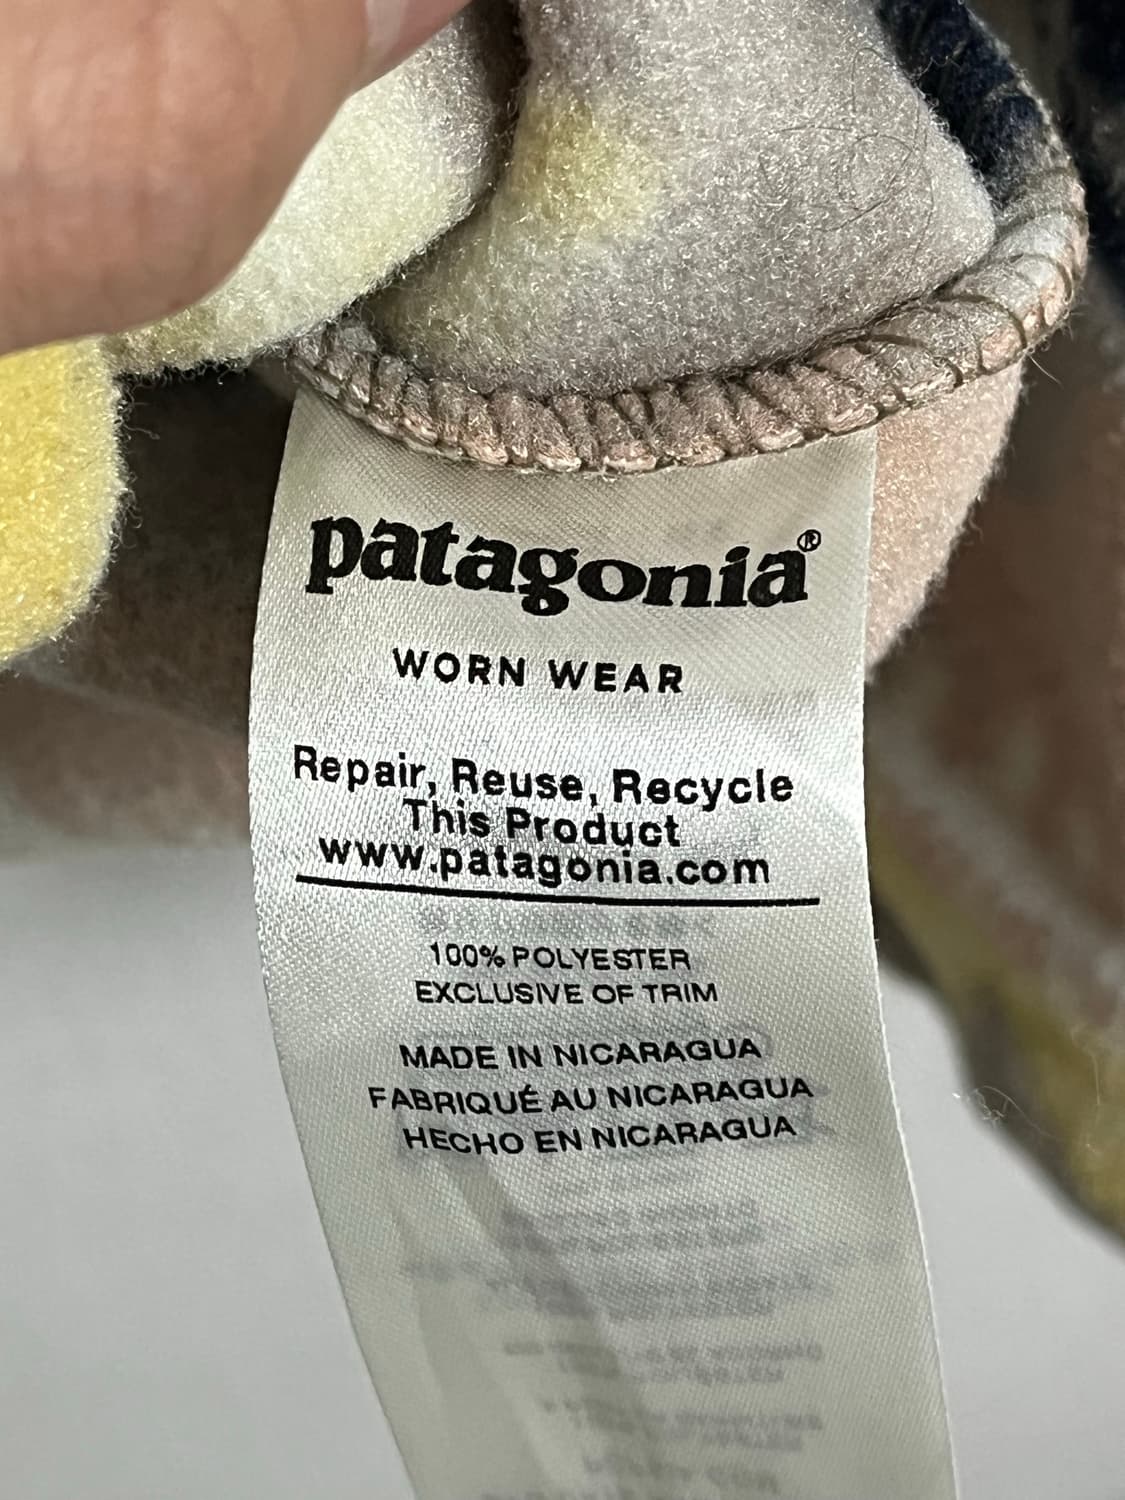 patagonia®
WORN WEAR
Repair, Reuse, Recycle
This Product
www.patagonia.com
100% POLYESTER
EXCLUSIVE OF TRIM
MADE IN NICARAGUA
FABRIQUÉ AU NICARAGUA
HECHO EN NICARAGUA